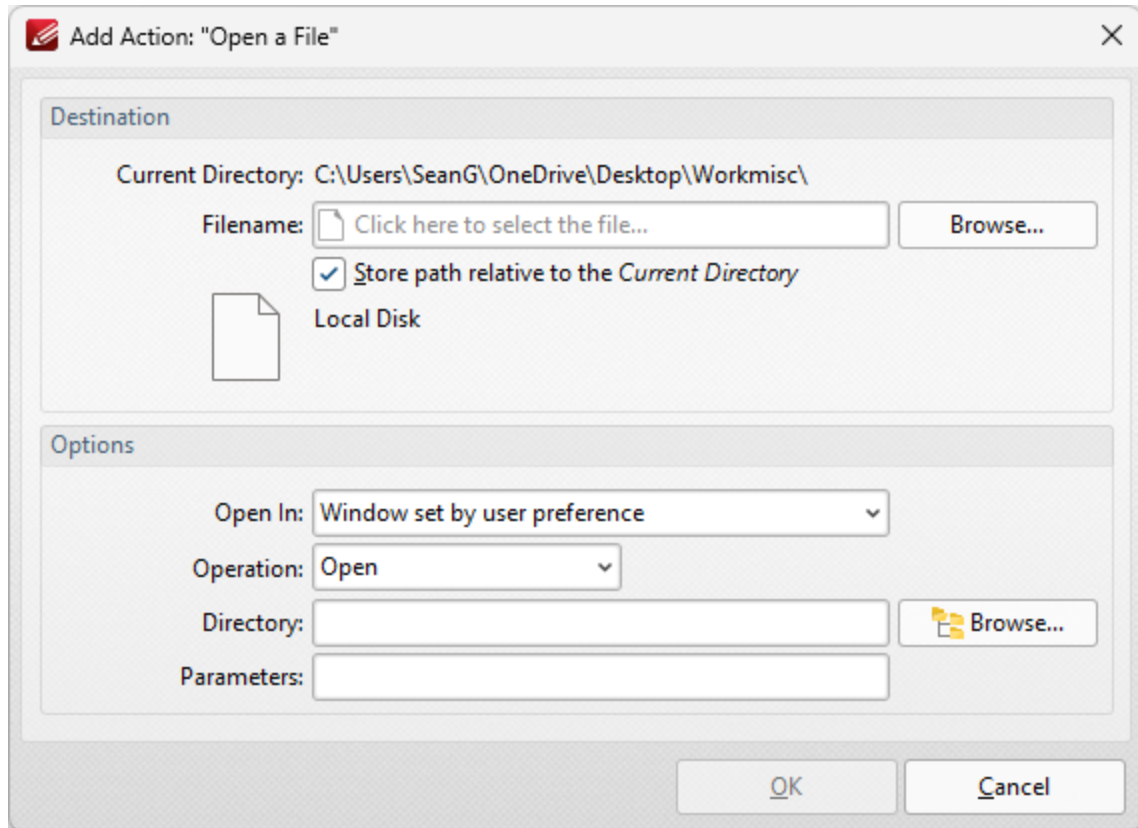 Add Action: "Open a File"
Destination
Current Directory: C:\Users\SeanG\OneDrive\Desktop\Workmisc\
Filename: Click here to select the file... Browse...
Store path relative to the Current Directory
Local Disk
Options
Open In: Window set by user preference
Operation: Open
Directory: Browse...
Parameters:
OK Cancel